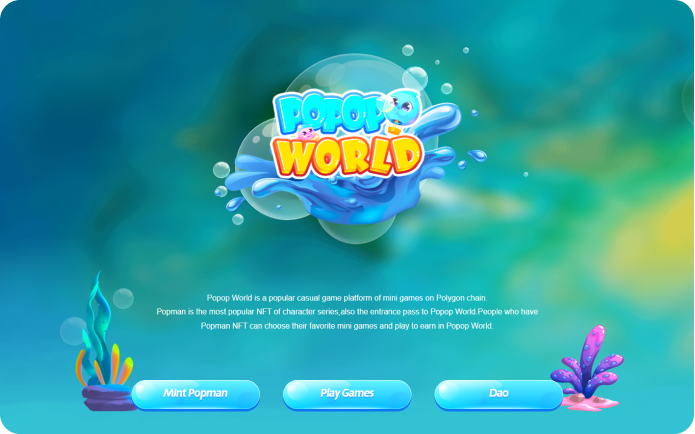 POPOP
WORLD
Popop World is a popular casual game platform of mini games on Polygon chain.
Popman is the most popular NFT of character series,also the entrance pass to Popop World.People who have
Popman NFT can choose their favorite mini games and play to earn in Popop World.
Mint Popman
Play Games
Dao